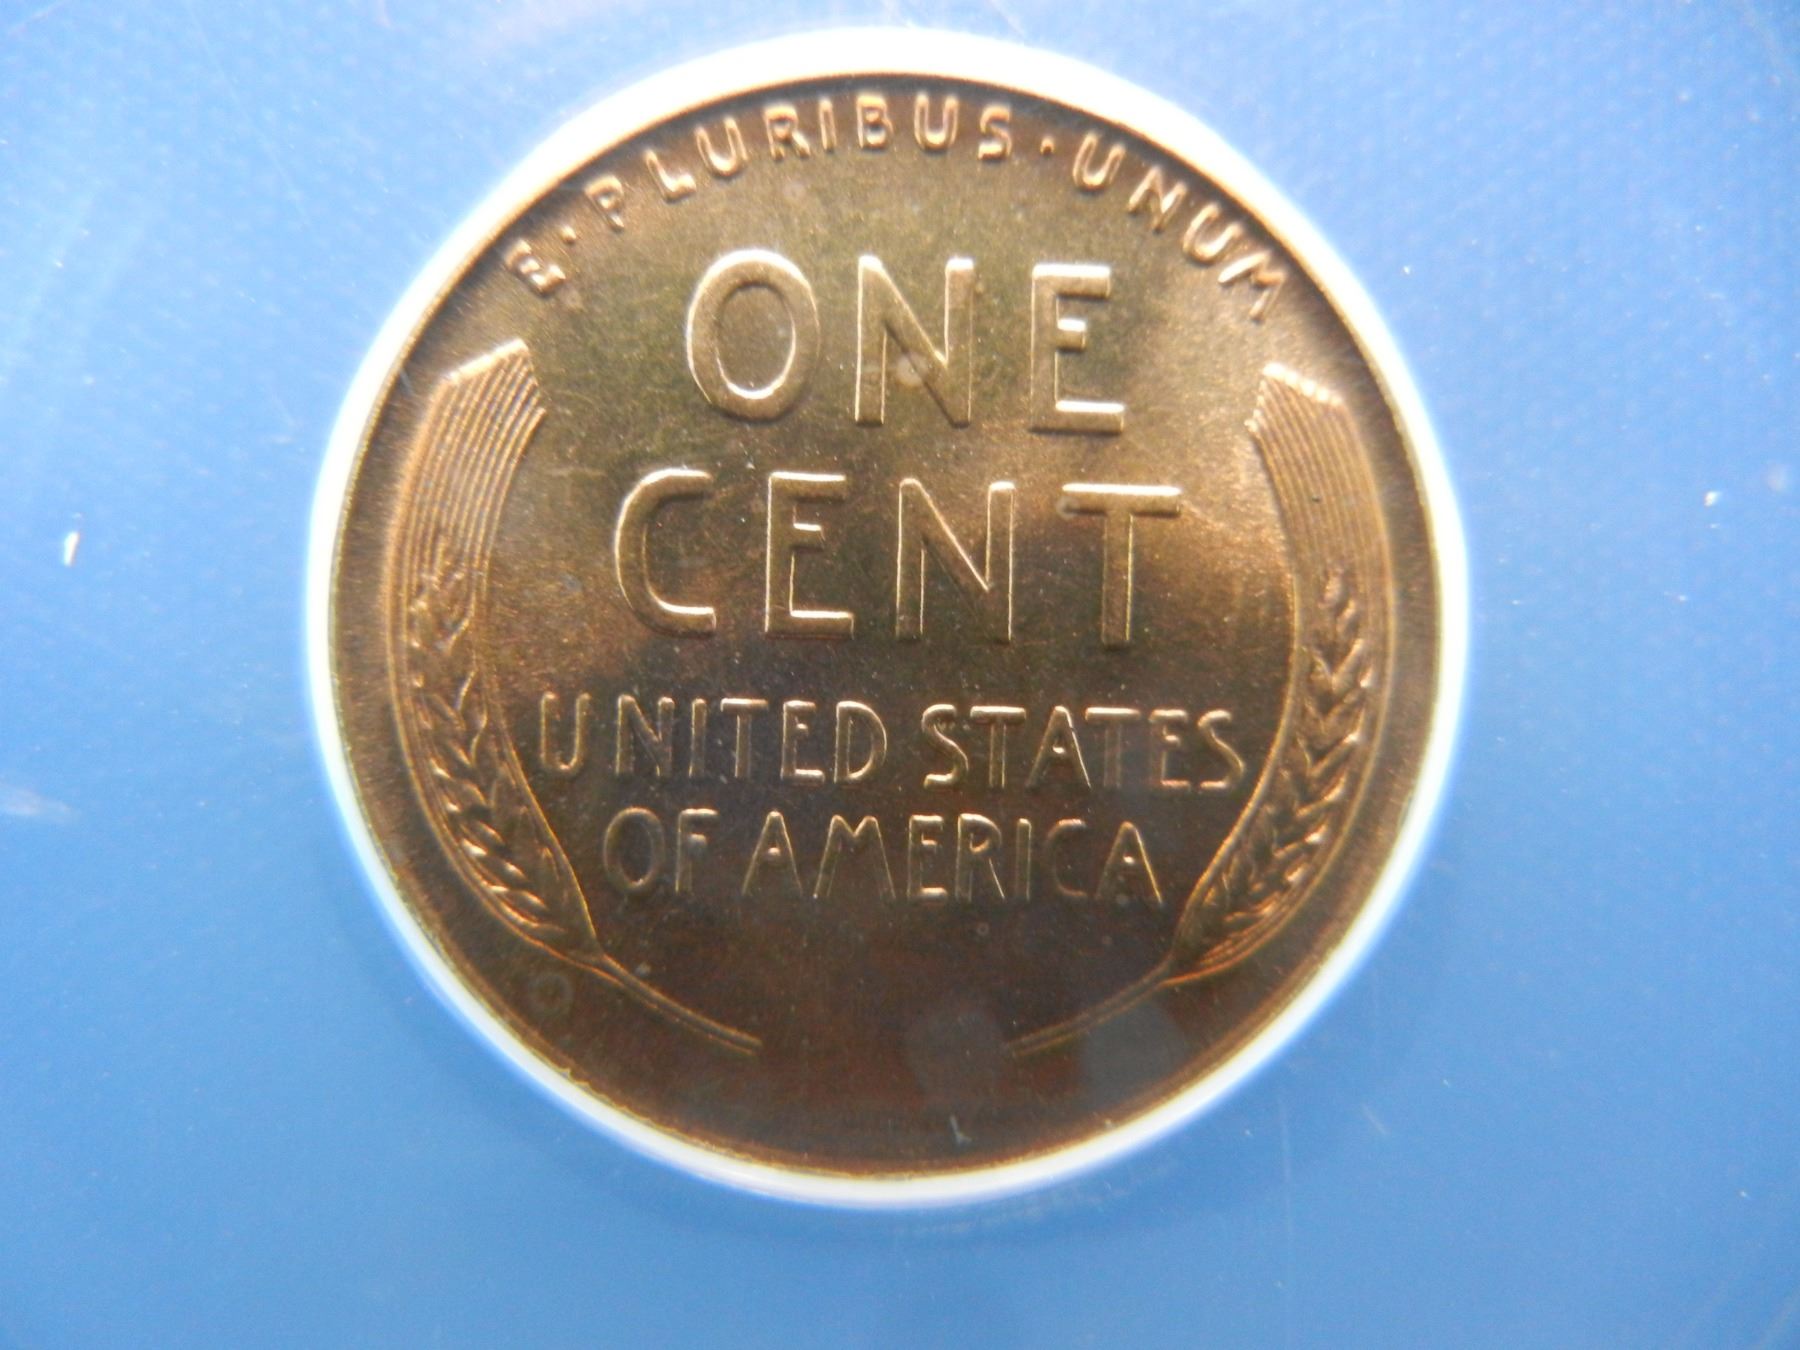 E·PLURIBUS·UNUM
ONE
CENT
UNITED STATES
OF AMERICA